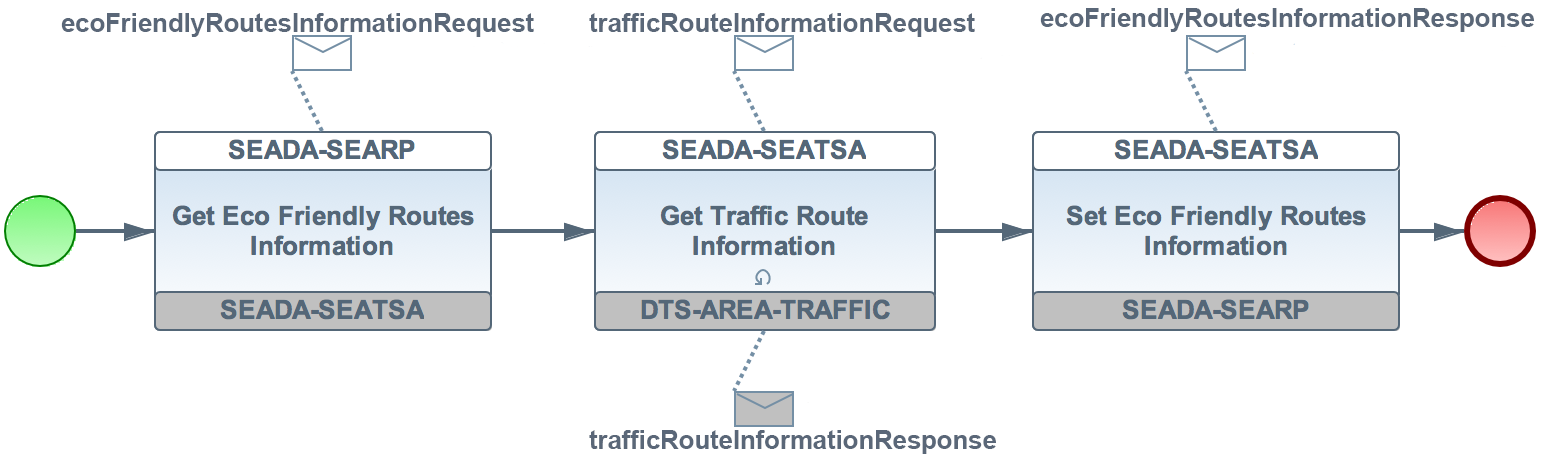 ecoFriendlyRoutesInformationRequest
trafficRouteInformationRequest
ecoFriendlyRoutesInformationResponse
SEADA-SEARP
Get Eco Friendly Routes
Information
SEADA-SEATSA
SEADA-SEATSA
Get Traffic Route
Information
DTS-AREA-TRAFFIC
SEADA-SEATSA
Set Eco Friendly Routes
Information
SEADA-SEARP
trafficRouteInformationResponse